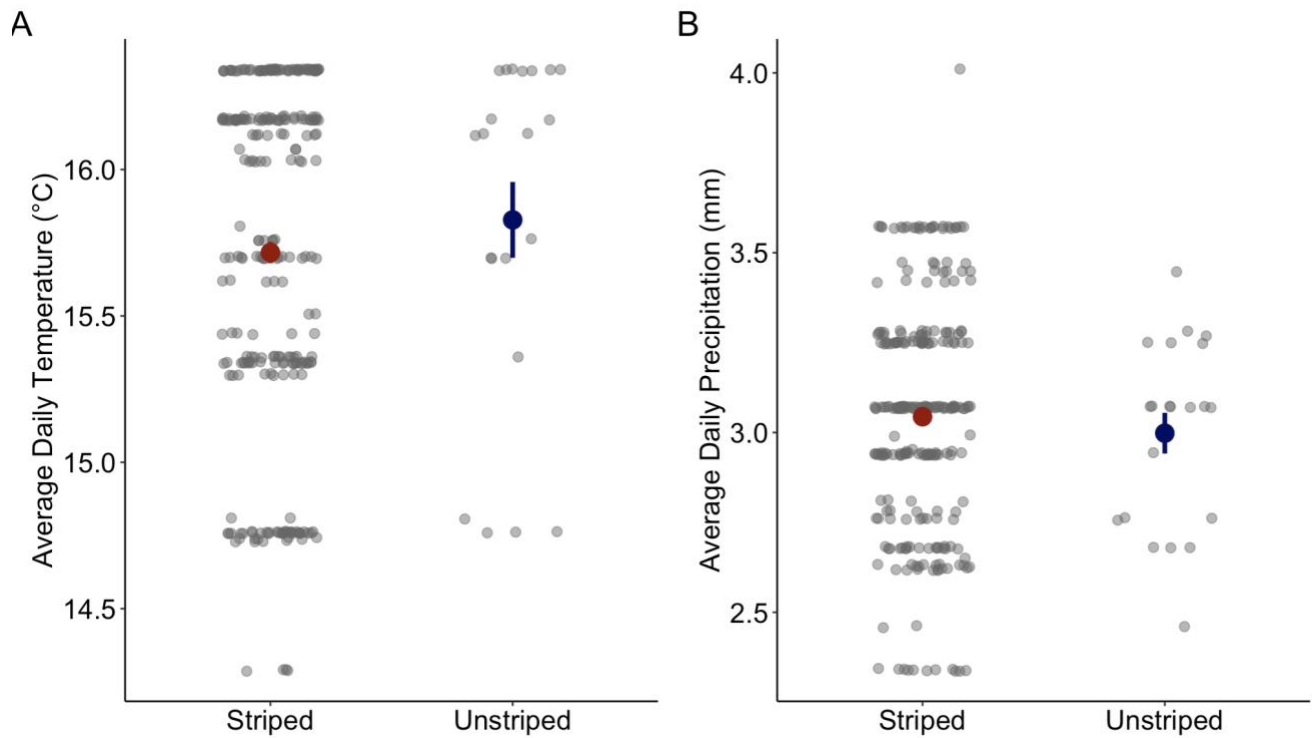 A
Average Daily Temperature (°C)
16.0
15.5
15.0
14.5
Striped
Unstriped
B
Average Daily Precipitation (mm)
4.0
3.5
3.0
2.5
Striped
Unstriped